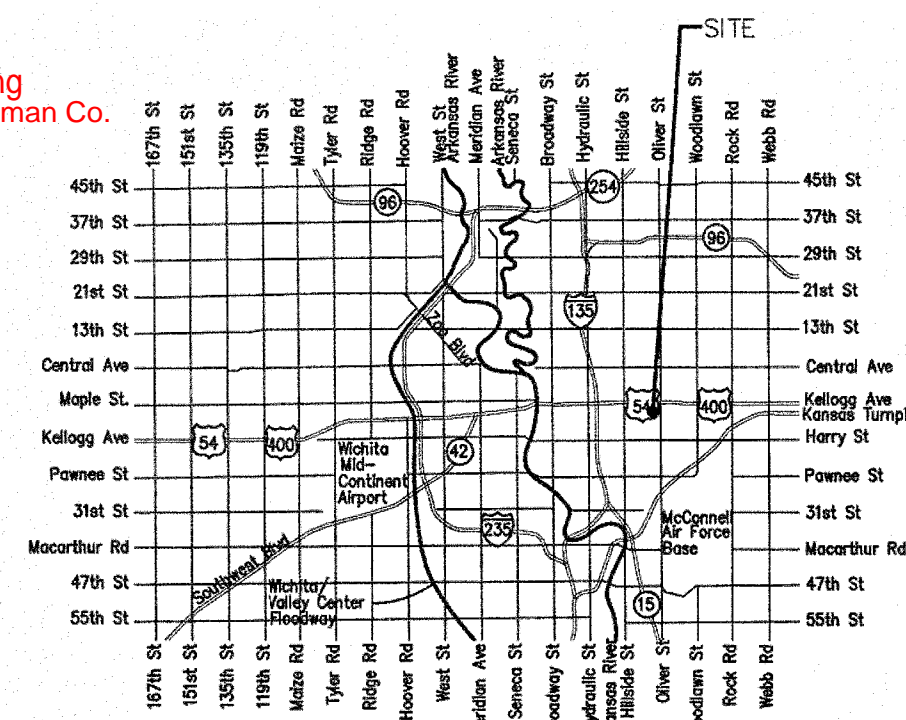 SITE
ng
man Co.
167th St
151st St
135th St
119th St
Maize Rd
Tyler Rd
Ridge Rd
Hoover Rd
West St
Arkansas River
Meridian Ave
Arkansas River
Seneca St
Broadway St
Hydraulic St
Hillside St
Oliver St
Woodlawn St
Rock Rd
Webb Rd
45th St
254
45th St
96
37th St
37th St
96
29th St
29th St
21st St
21st St
135
Zoo Blvd
13th St
13th St
Central Ave
Central Ave
Maple St.
54
400
Kellogg Ave
Kansas Turnpi
Kellogg Ave
54
400
Harry St
42
Wichita
Mid-
Continent
Airport
Pawnee St
Pawnee St
31st St
31st St
235
McConnell
Air Force
Base
Macarthur Rd
Macarthur Rd
Southwest Blvd
47th St
47th St
Wichita/
Valley Center
Floodway
15
55th St
55th St
167th St
151st St
135th St
119th St
Maize Rd
Tyler Rd
Ridge Rd
Hoover Rd
West St
eridian Ave
Seneca St
oadway St
ydraulic St
ansas River
Hillside St
Oliver St
oodlawn St
Rock Rd
Webb Rd